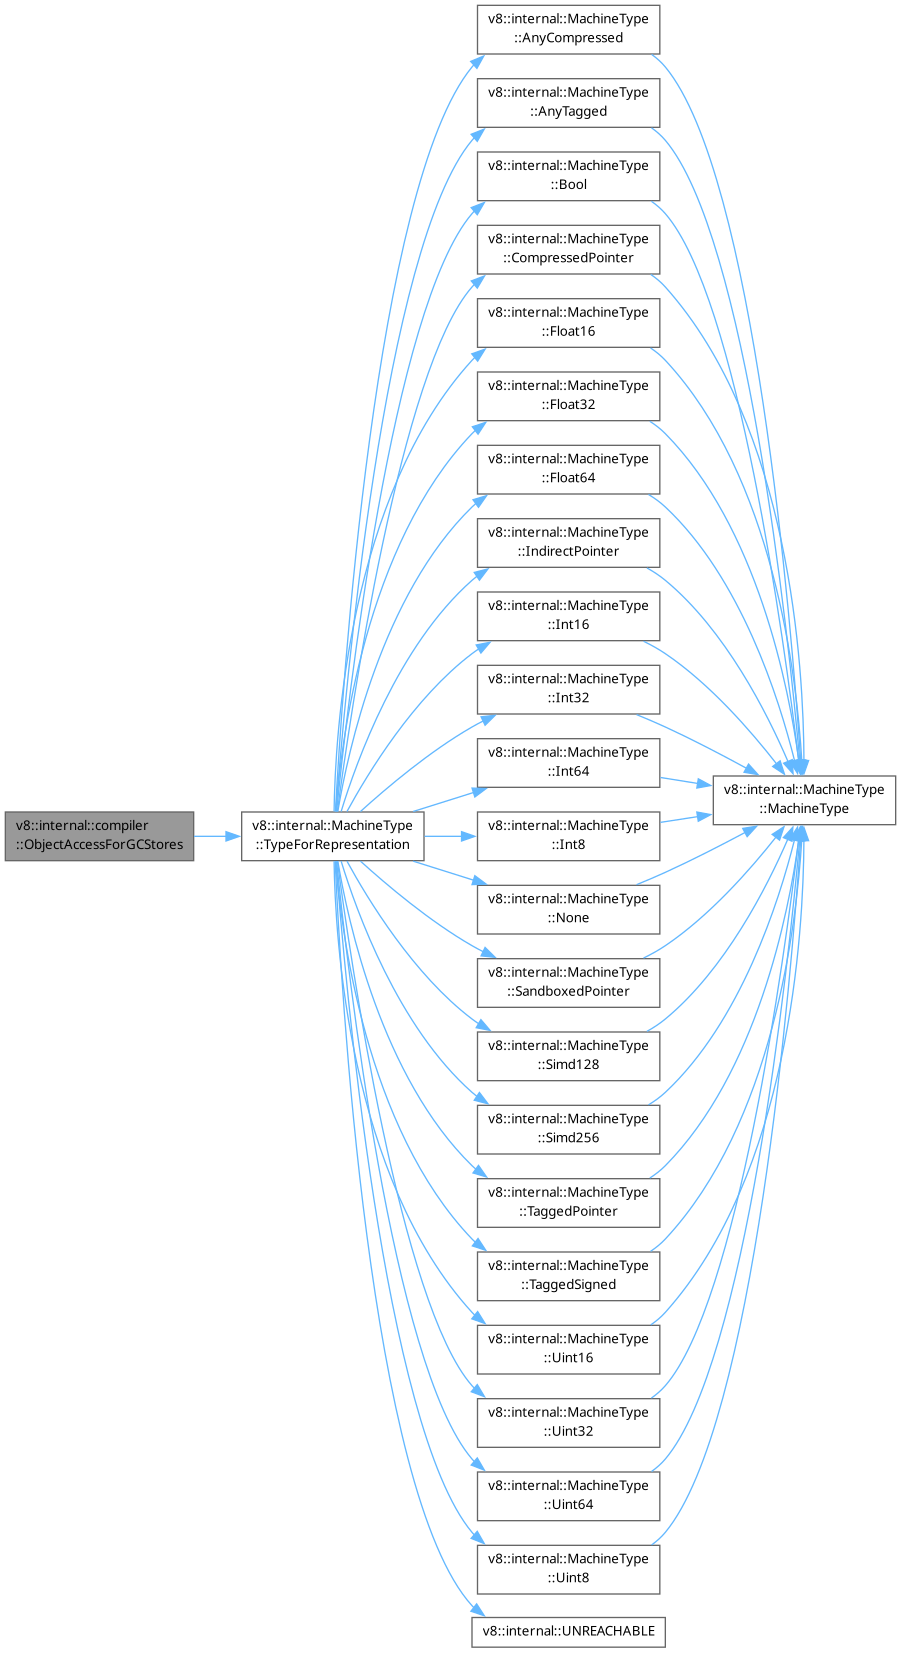 v8::internal::MachineType
::AnyCompressed
v8::internal::MachineType
::AnyTagged
v8::internal::MachineType
::Bool
v8::internal::MachineType
::CompressedPointer
v8::internal::MachineType
::Float16
v8::internal::MachineType
::Float32
v8::internal::MachineType
::Float64
v8::internal::MachineType
::IndirectPointer
v8::internal::MachineType
::Int16
v8::internal::MachineType
::Int32
v8::internal::MachineType
::Int64
v8::internal::MachineType
::MachineType
v8::internal::compiler
::ObjectAccessForGCStores
v8::internal::MachineType
::TypeForRepresentation
v8::internal::MachineType
::Int8
v8::internal::MachineType
::None
v8::internal::MachineType
::SandboxedPointer
v8::internal::MachineType
::Simd128
v8::internal::MachineType
::Simd256
v8::internal::MachineType
::TaggedPointer
v8::internal::MachineType
::TaggedSigned
v8::internal::MachineType
::Uint16
v8::internal::MachineType
::Uint32
v8::internal::MachineType
::Uint64
v8::internal::MachineType
::Uint8
v8::internal::UNREACHABLE